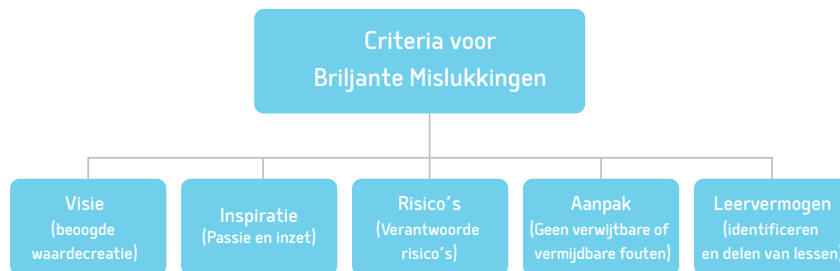 Criteria voor
Briljante Mislukkingen
Visie
(beoogde
waardecreatie)
Inspiratie
(Passie en inzet)
Risico´s
(Verantwoorde
risico´s)
Aanpak
(Geen verwijtbare of
vermijdbare fouten)
Leervermogen
(identificeren
en delen van lessen)